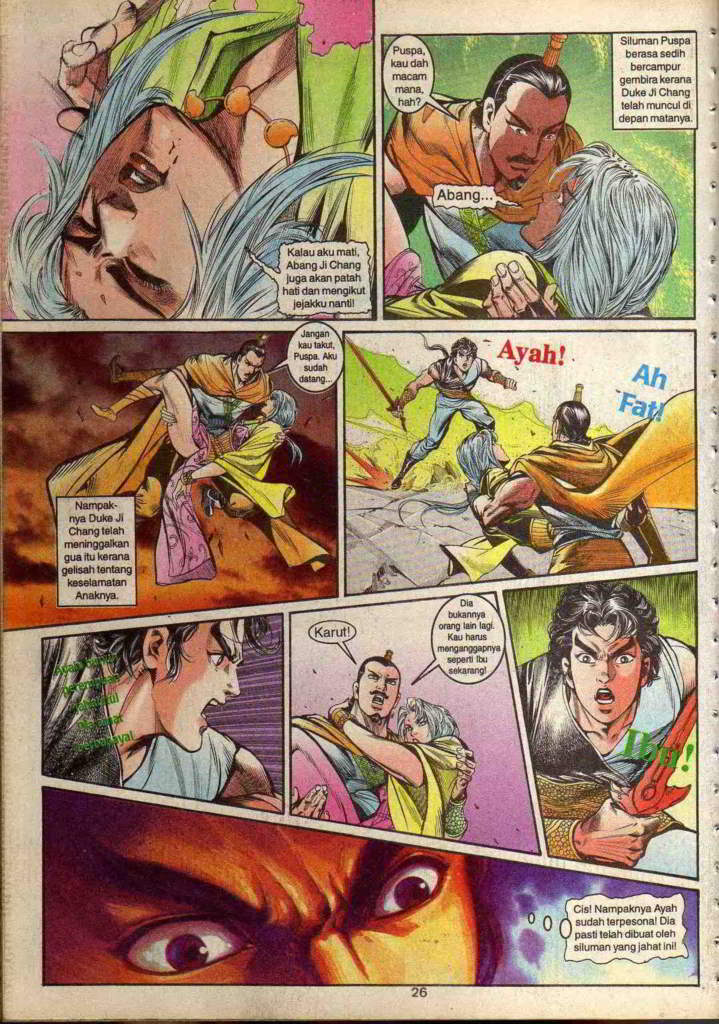 Kalau aku mati,
Abang Ji Chang
juga akan patah
hati dan mengikut
jejakku nanti!
Puspa,
kau dah
macam
mana,
hah?
Siluman Puspa
berasa sedih
bercampur
gembira kerana
Duke Ji Chang
telah muncul di
depan matanya.
Abang...
Jangan
kau takut,
Puspa. Aku
sudah
datang...
Nampak-
nya Duke Ji
Chang telah
meninggalkan
gua itu kerana
gelisah tentang
keselamatan
Anaknya.
Ayah!
Ah
Fat!
Karut!
Dia
bukannya
orang lain lagi.
Kau harus
menganggapnya
seperti Ibu
sekarang!
Ibu!
Cis! Nampaknya Ayah
sudah terpesona! Dia
pasti telah dibuat oleh
siluman yang jahat ini!
26